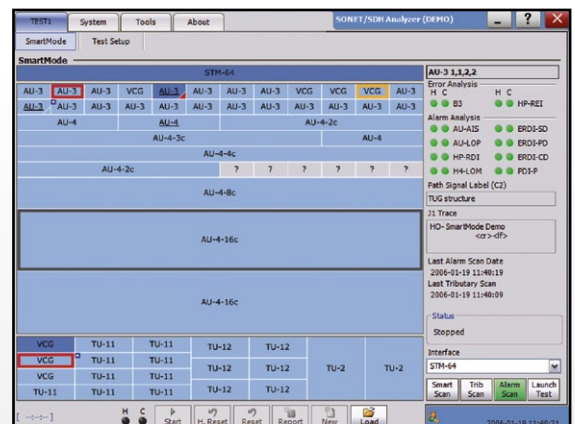 TEST1 System Tools About SONET/SDH Analyzer (DEMO) _ ? X
SmartMode Test Setup
SmartMode
STM-64
AU-3 AU-3 AU-3 VCG AU-3 AU-3 AU-3 AU-3 VCG VCG VCG AU-3
AU-3 AU-3 AU-3 AU-3 AU-3 AU-3 AU-3 AU-3 AU-3 AU-3 AU-3 AU-3
AU-4 AU-4 AU-4-2c
AU-4-3c AU-4
AU-4-4c
AU-4-2c ? ? ? ? ? ?
AU-4-8c
AU-4-16c
AU-4-16c
VCG TU-11 TU-11 TU-12 TU-12 TU-2 TU-2
VCG TU-11 TU-11 TU-12 TU-12
VCG TU-11 TU-11
TU-11 TU-11 TU-11 TU-12 TU-12
AU-3 1,1,2,2
Error Analysis
H C H C
B3 HP-REI
Alarm Analysis
AU-AIS ERDI-SD
AU-LOP ERDI-PD
HP-RDI ERDI-CD
H4-LOM PDI-P
Path Signal Label (C2)
TUG structure
J1 Trace
HO- SmartMode Demo
<cr><lf>
Last Alarm Scan Date
2006-01-19 11:40:19
Last Tributary Scan
2006-01-19 11:40:09
Status
Stopped
Interface
STM-64
Smart Scan Trib Scan Alarm Scan Launch Test
[ --:--:-- ] H C Start H. Reset Reset Report New Load
2006-01-19 11:40:21